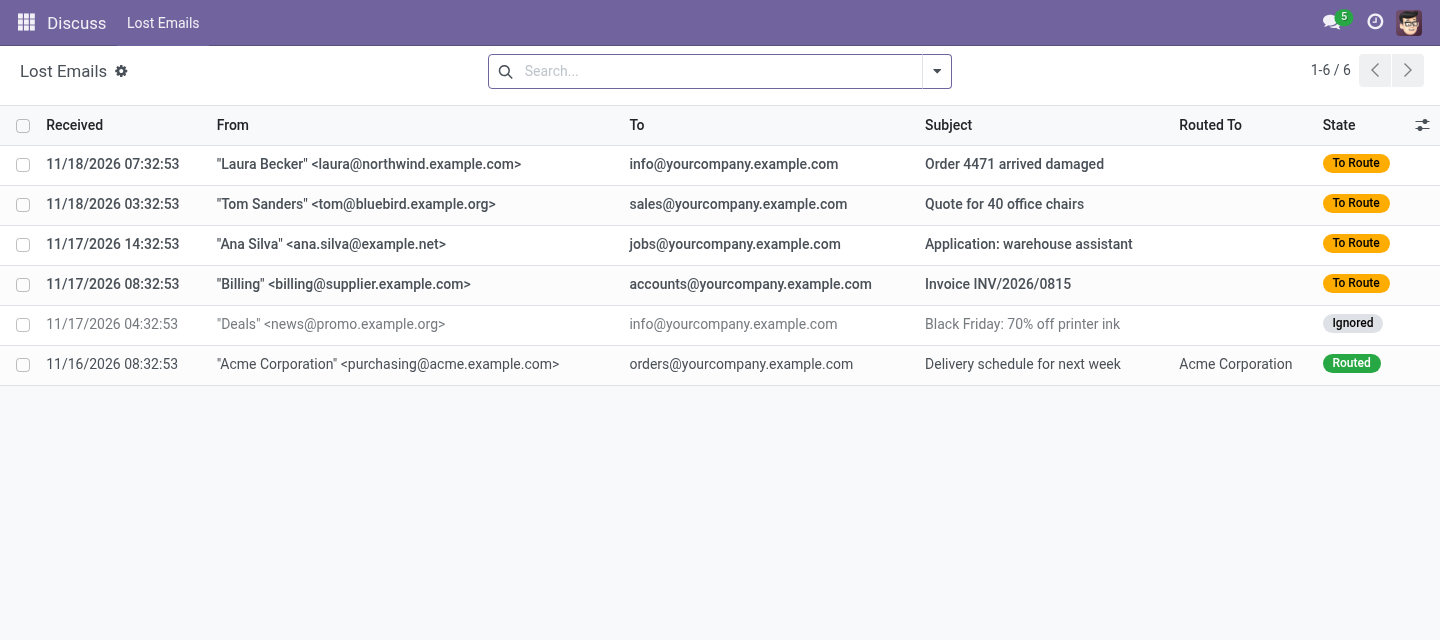 Discuss Lost Emails 5
Lost Emails Search... 1-6 / 6
Received From To Subject Routed To State
11/18/2026 07:32:53 "Laura Becker" <laura@northwind.example.com> info@yourcompany.example.com Order 4471 arrived damaged To Route
11/18/2026 03:32:53 "Tom Sanders" <tom@bluebird.example.org> sales@yourcompany.example.com Quote for 40 office chairs To Route
11/17/2026 14:32:53 "Ana Silva" <ana.silva@example.net> jobs@yourcompany.example.com Application: warehouse assistant To Route
11/17/2026 08:32:53 "Billing" <billing@supplier.example.com> accounts@yourcompany.example.com Invoice INV/2026/0815 To Route
11/17/2026 04:32:53 "Deals" <news@promo.example.org> info@yourcompany.example.com Black Friday: 70% off printer ink Ignored
11/16/2026 08:32:53 "Acme Corporation" <purchasing@acme.example.com> orders@yourcompany.example.com Delivery schedule for next week Acme Corporation Routed